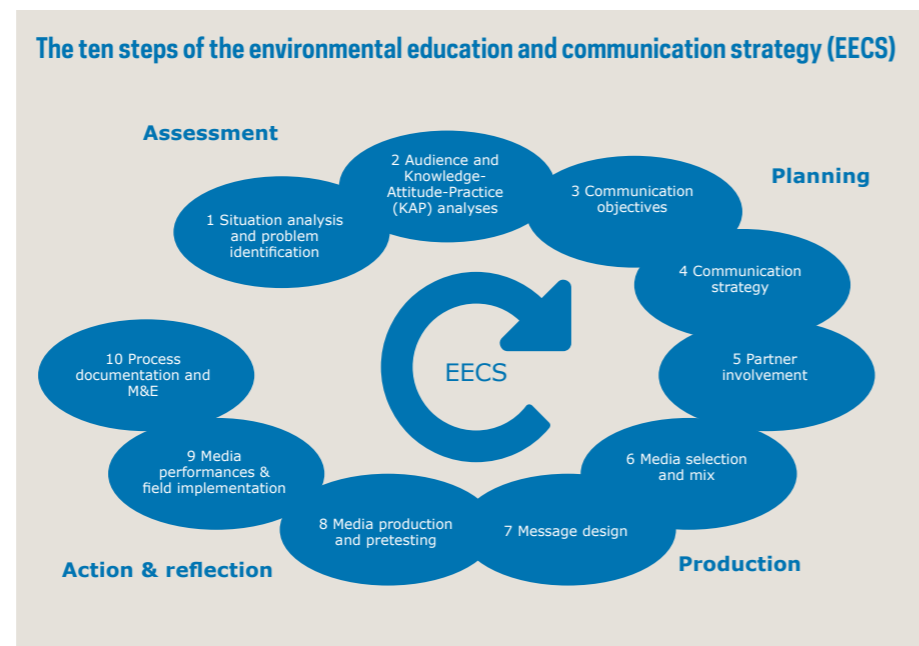 The ten steps of the environmental education and communication strategy (EECS)
Assessment
2 Audience and
Knowledge-
Attitude-Practice
(KAP) analyses
3 Communication
objectives
Planning
1 Situation analysis
and problem
identification
4 Communication
strategy
5 Partner
involvement
EECS
10 Process
documentation and
M&E
6 Media selection
and mix
9 Media
performances &
field implementation
8 Media production
and pretesting
7 Message design
Action & reflection
Production